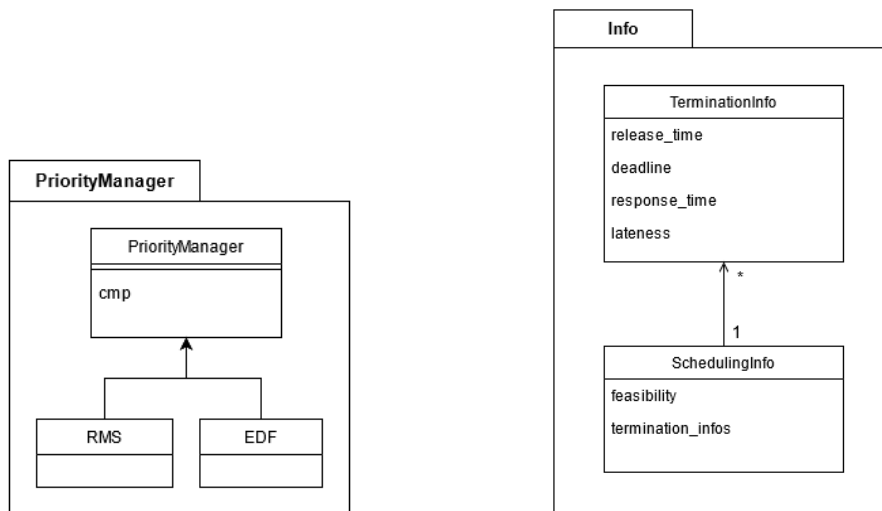 PriorityManager
PriorityManager
cmp
RMS
EDF
Info
TerminationInfo
release_time
deadline
response_time
lateness
*
1
SchedulingInfo
feasibility
termination_infos